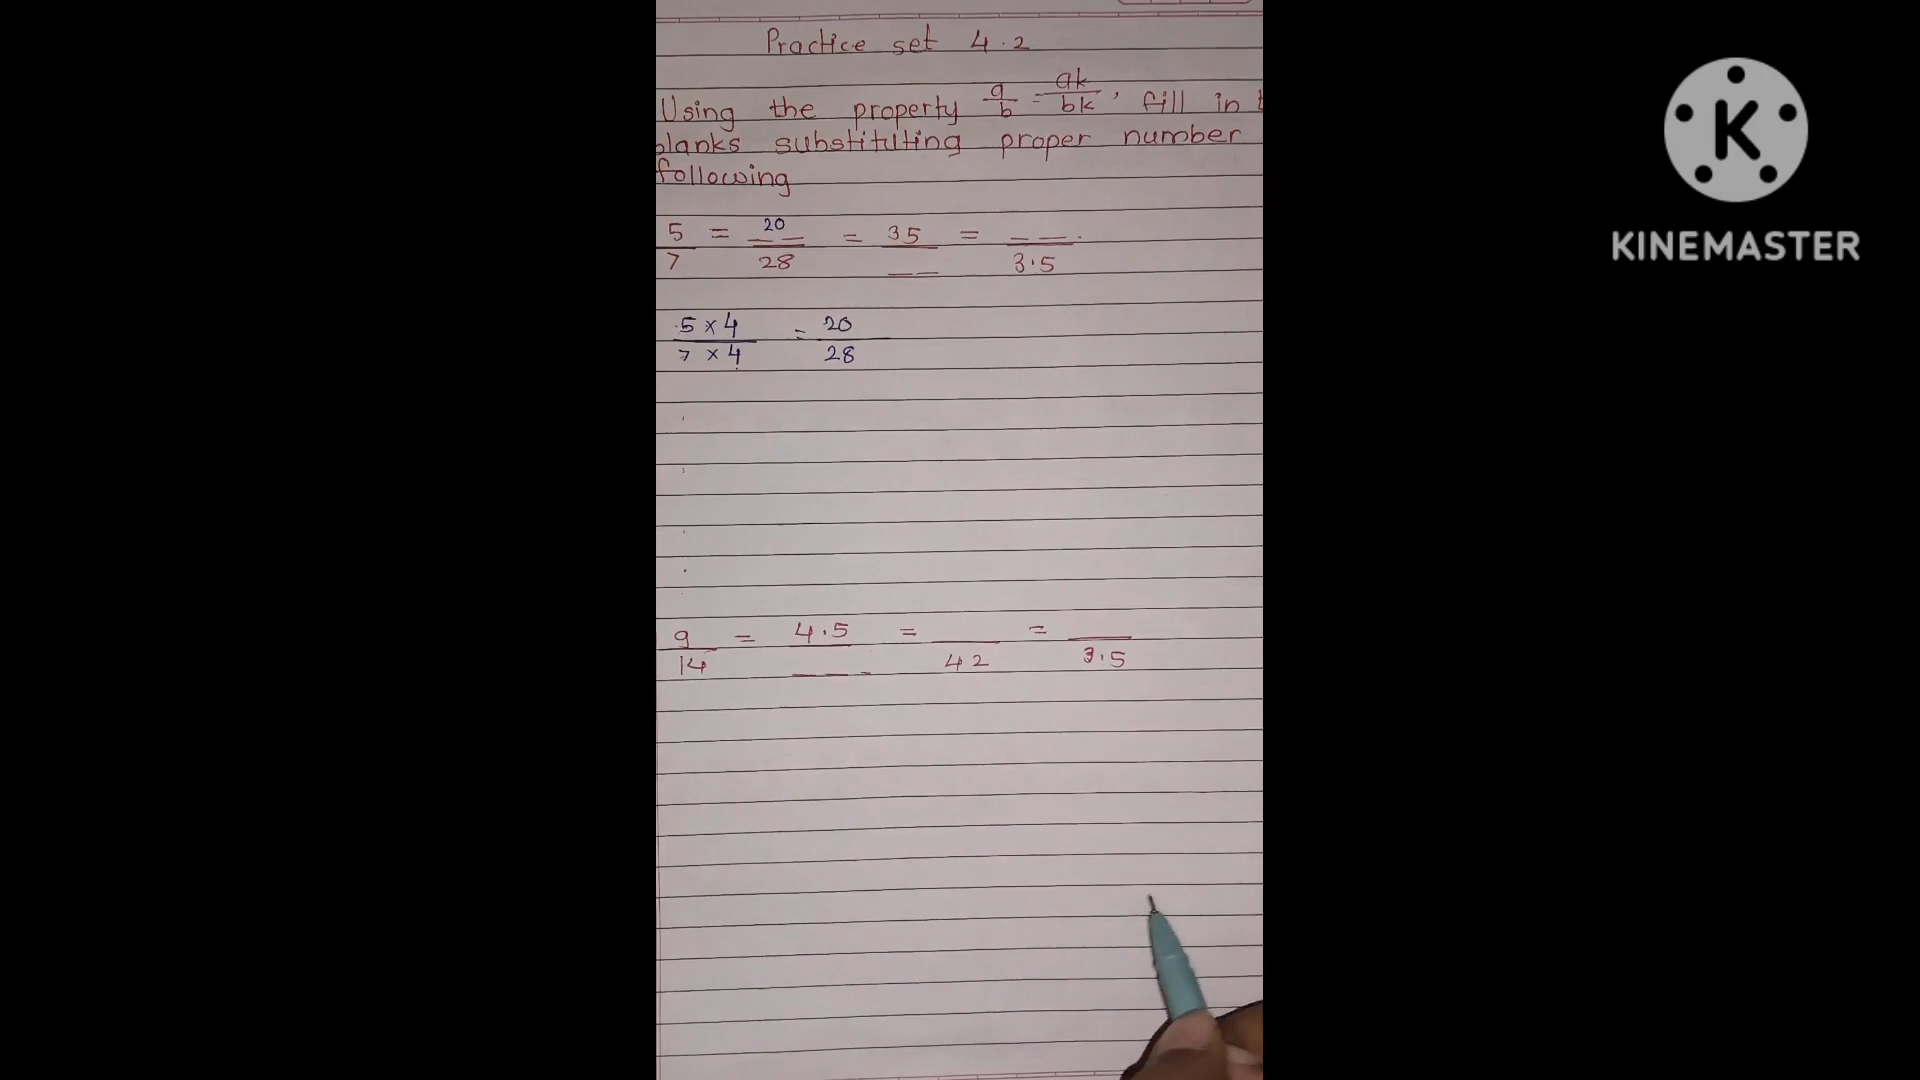 Practice set 4.2
Using the property a/b = ak/bk, fill in
blanks substituting proper number
following
5/7 = 20/28 = 35/__ = __/3.5
5 × 4 / 7 × 4 = 20/28
9/14 = 4.5/___ = __/42 = __/3.5
KINEMASTER